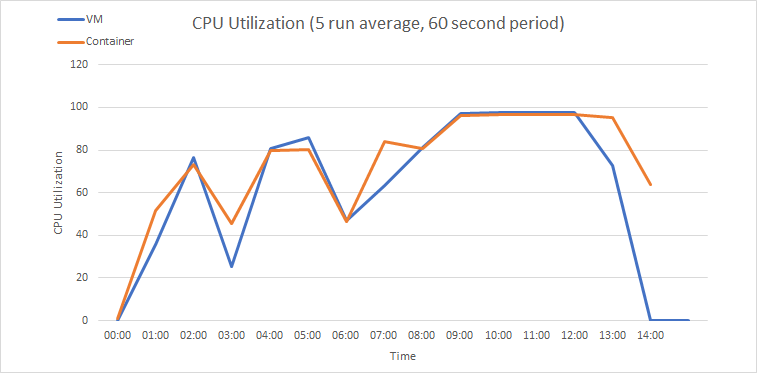 VM
CPU Utilization (5 run average, 60 second period)
Container
120
100
80
60
40
20
0
CPU Utilization
00:00 01:00 02:00 03:00 04:00 05:00 06:00 07:00 08:00 09:00 10:00 11:00 12:00 13:00 14:00
Time